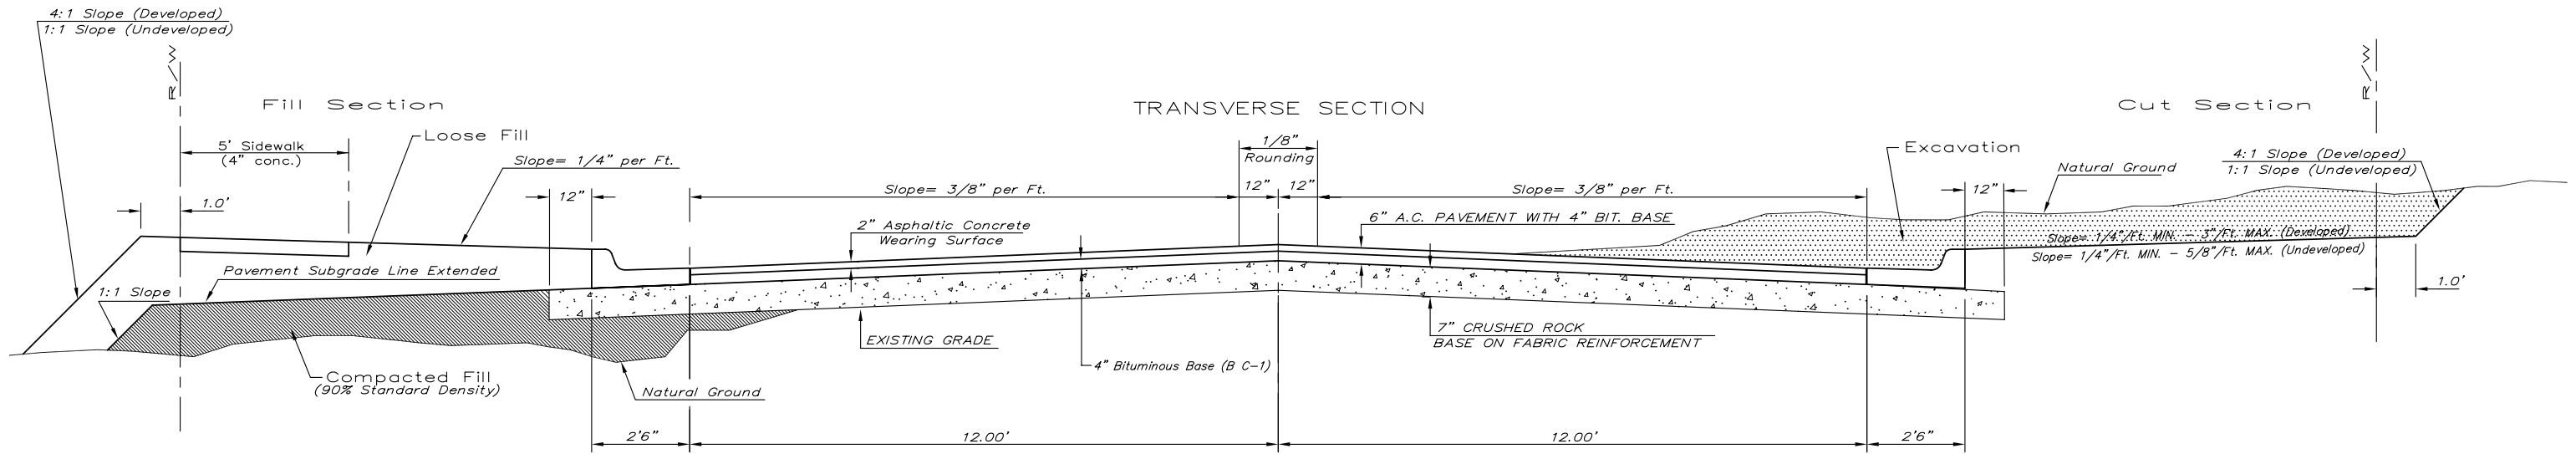 4:1 Slope (Developed)
1:1 Slope (Undeveloped)
R/W
Fill Section
TRANSVERSE SECTION
Cut Section
R/W
5' Sidewalk
(4" conc.)
Loose Fill
Slope= 1/4" per Ft.
1/8"
Rounding
Excavation
Natural Ground
4:1 Slope (Developed)
1:1 Slope (Undeveloped)
1.0'
12"
Slope= 3/8" per Ft.
12"
12"
Slope= 3/8" per Ft.
12"
2" Asphaltic Concrete
Wearing Surface
6" A.C. PAVEMENT WITH 4" BIT. BASE
Slope= 1/4"/Ft. MIN. - 3"/Ft. MAX. (Developed)
Slope= 1/4"/Ft. MIN. - 5/8"/Ft. MAX. (Undeveloped)
Pavement Subgrade Line Extended
1:1 Slope
1.0'
EXISTING GRADE
7" CRUSHED ROCK
BASE ON FABRIC REINFORCEMENT
4" Bituminous Base (B C-1)
Compacted Fill
(90% Standard Density)
Natural Ground
2'6"
12.00'
12.00'
2'6"